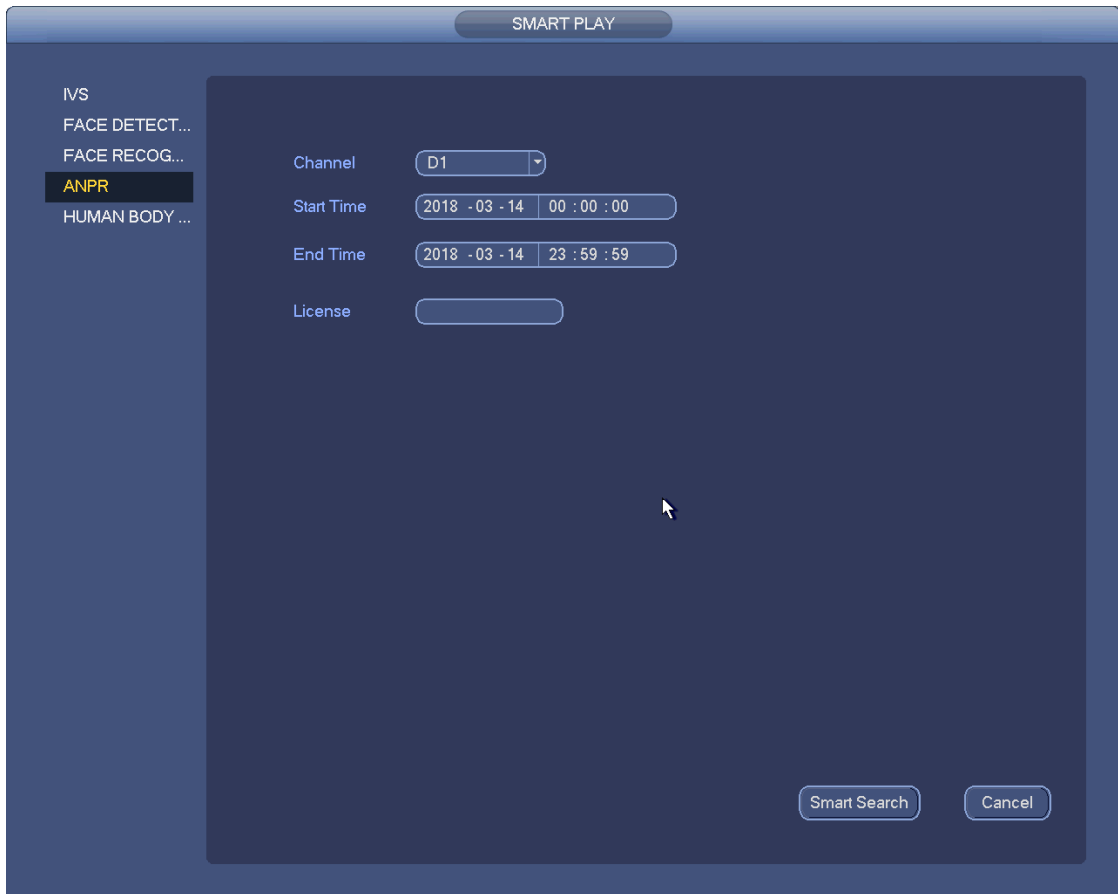 SMART PLAY
IVS
FACE DETECT...
FACE RECOG...
ANPR
HUMAN BODY ...
Channel D1
Start Time 2018 - 03 - 14 00 : 00 : 00
End Time 2018 - 03 - 14 23 : 59 : 59
License
Smart Search Cancel